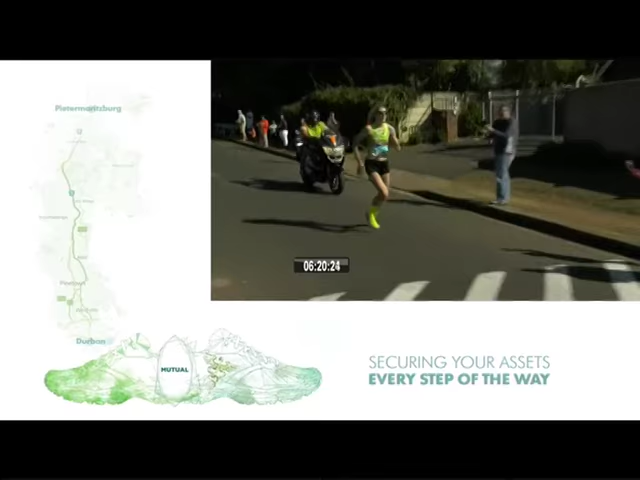 Pietermaritzburg
06:20:24
Durban
MUTUAL
SECURING YOUR ASSETS
EVERY STEP OF THE WAY